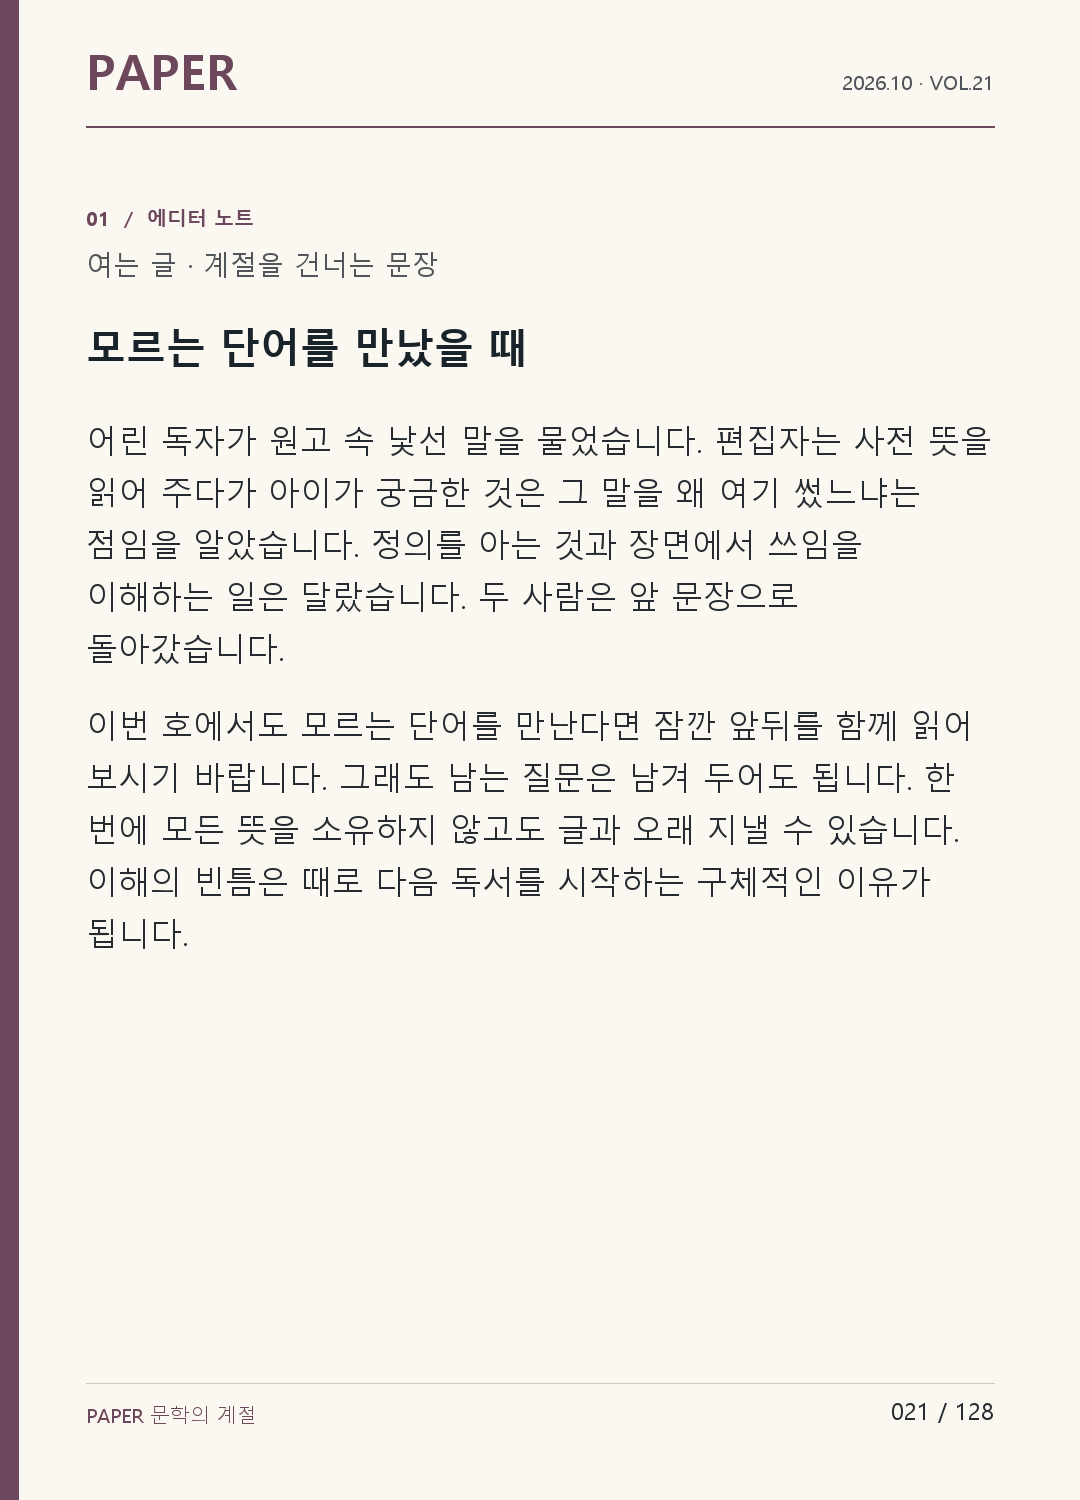 PAPER
2026.10 · VOL.21
01 / 에디터 노트
여는 글 · 계절을 건너는 문장
모르는 단어를 만났을 때
어린 독자가 원고 속 낯선 말을 물었습니다. 편집자는 사전 뜻을
읽어 주다가 아이가 궁금한 것은 그 말을 왜 여기 썼느냐는
점임을 알았습니다. 정의를 아는 것과 장면에서 쓰임을
이해하는 일은 달랐습니다. 두 사람은 앞 문장으로
돌아갔습니다.
이번 호에서도 모르는 단어를 만난다면 잠깐 앞뒤를 함께 읽어
보시기 바랍니다. 그래도 남는 질문은 남겨 두어도 됩니다. 한
번에 모든 뜻을 소유하지 않고도 글과 오래 지낼 수 있습니다.
이해의 빈틈은 때로 다음 독서를 시작하는 구체적인 이유가
됩니다.
PAPER 문학의 계절
021 / 128